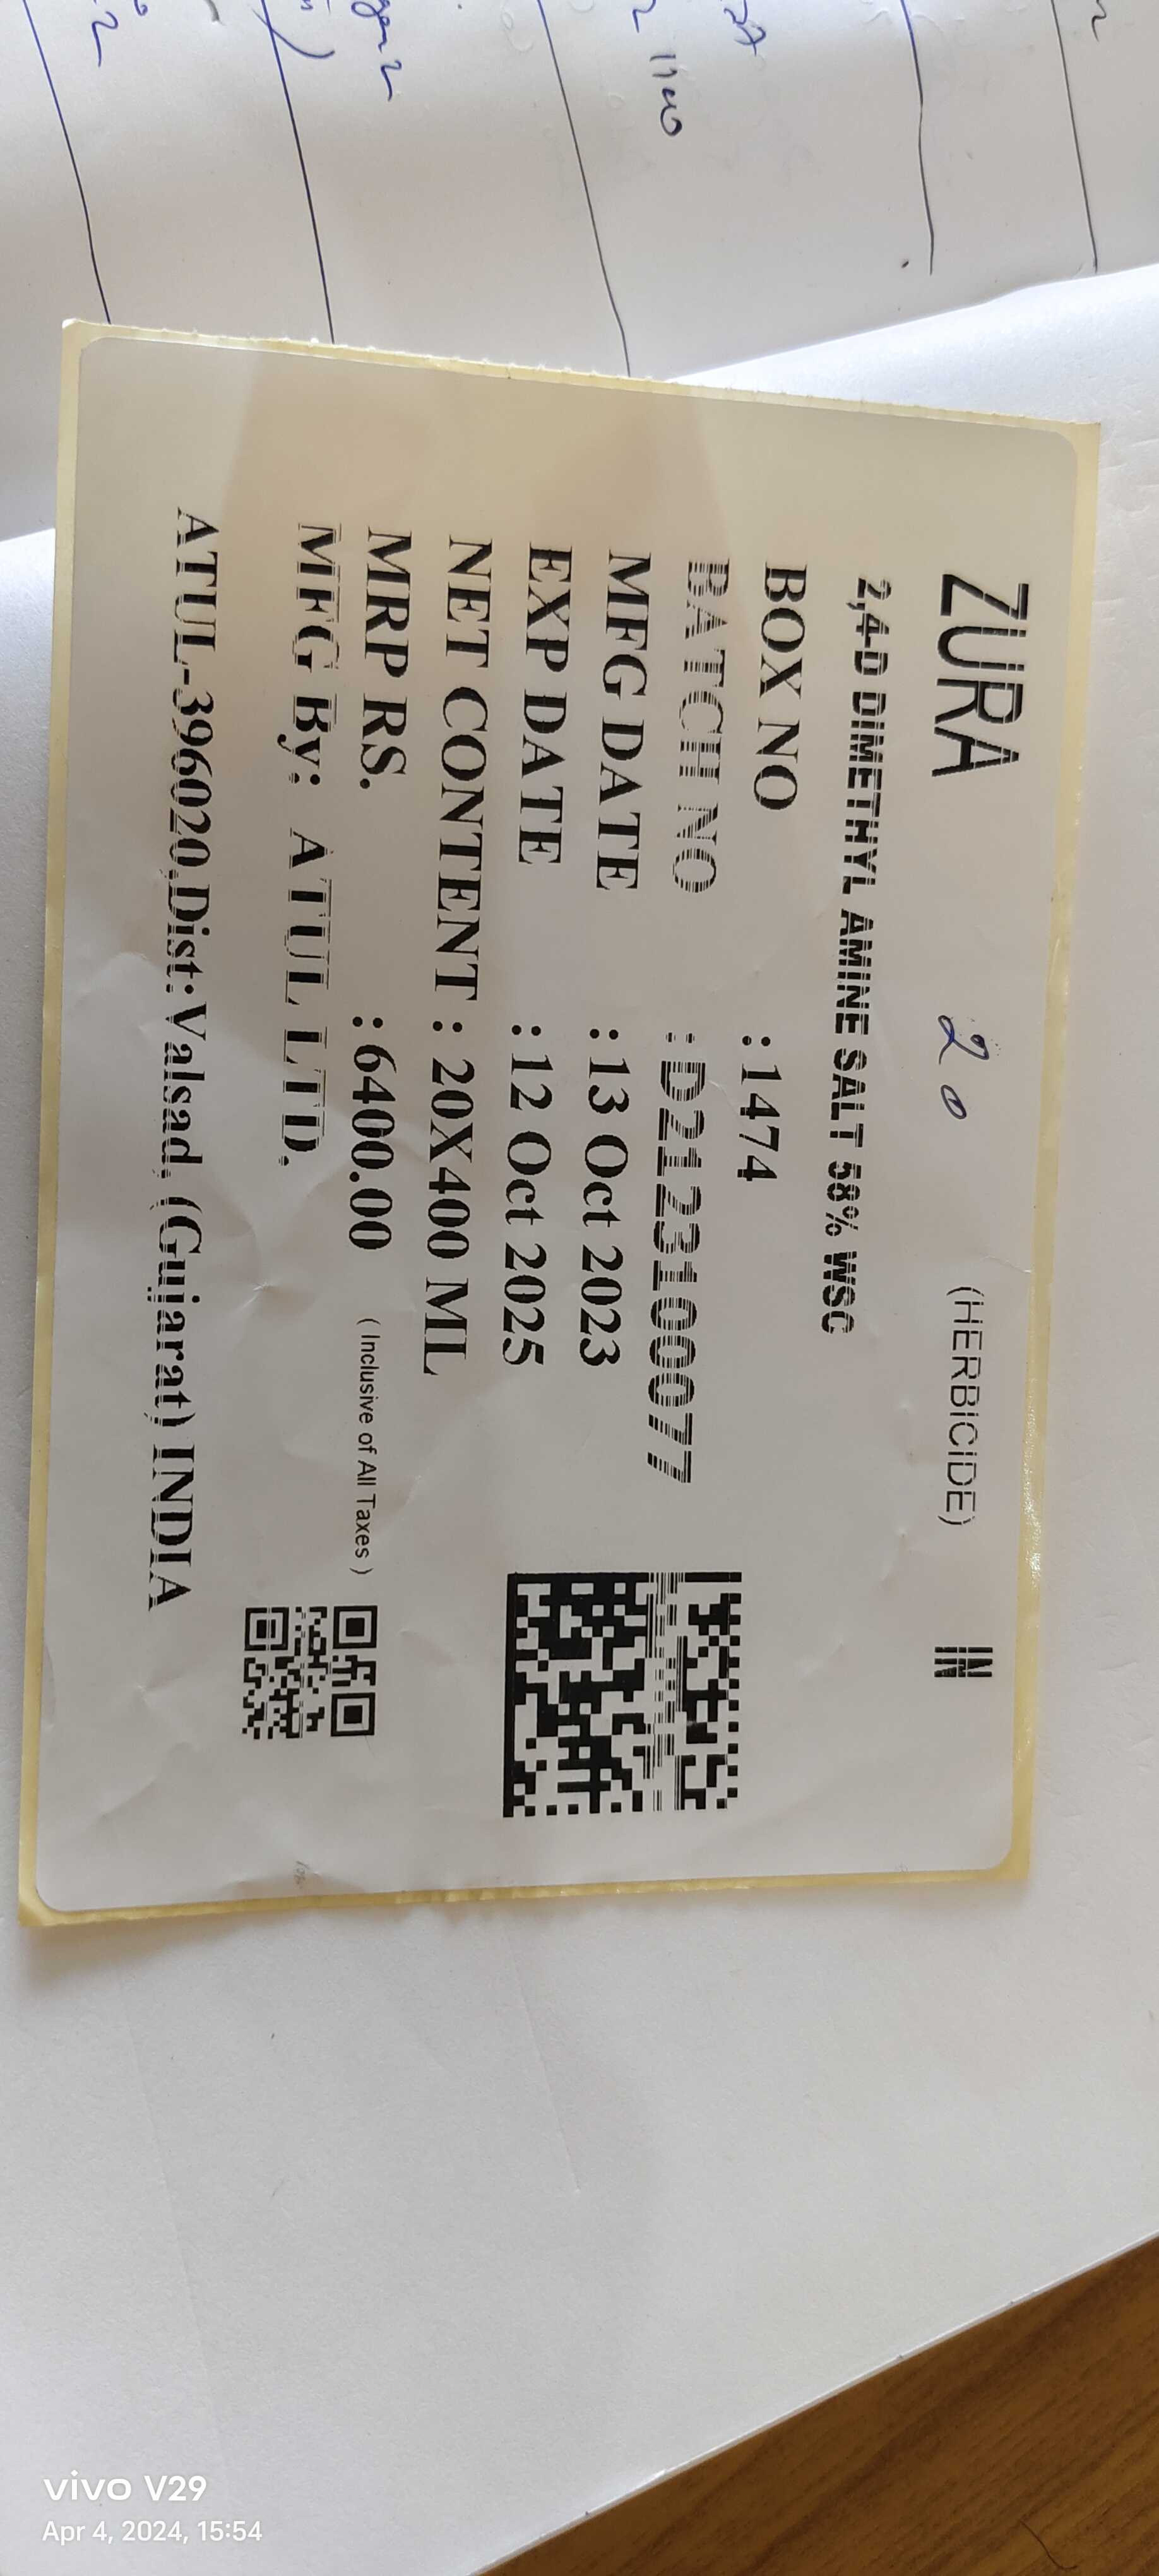 ZURA 20 (HERBICIDE) IN
2,4-D DIMETHYL AMINE SALT 58% WSC
BOX NO :1474
BATCH NO :D2123100077
MFG DATE :13 Oct 2023
EXP DATE :12 Oct 2025
NET CONTENT : 20X400 ML
MRP RS. :6400.00 ( Inclusive of All Taxes )
MFG By: ATUL LTD.
ATUL-396020,Dist:Valsad, (Gujarat) INDIA
vivo V29
Apr 4, 2024, 15:54